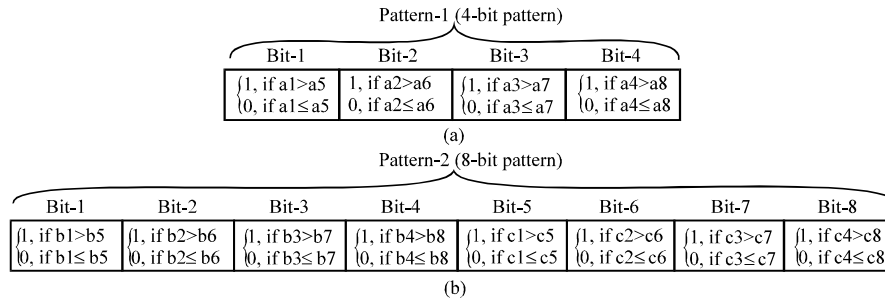 Pattern-1 (4-bit pattern)
Bit-1 Bit-2 Bit-3 Bit-4
1, if a1>a5 1, if a2>a6 1, if a3>a7 1, if a4>a8
0, if a1≤a5 0, if a2≤a6 0, if a3≤a7 0, if a4≤a8
(a)
Pattern-2 (8-bit pattern)
Bit-1 Bit-2 Bit-3 Bit-4 Bit-5 Bit-6 Bit-7 Bit-8
1, if b1>b5 1, if b2>b6 1, if b3>b7 1, if b4>b8 1, if c1>c5 1, if c2>c6 1, if c3>c7 1, if c4>c8
0, if b1≤b5 0, if b2≤b6 0, if b3≤b7 0, if b4≤b8 0, if c1≤c5 0, if c2≤c6 0, if c3≤c7 0, if c4≤c8
(b)